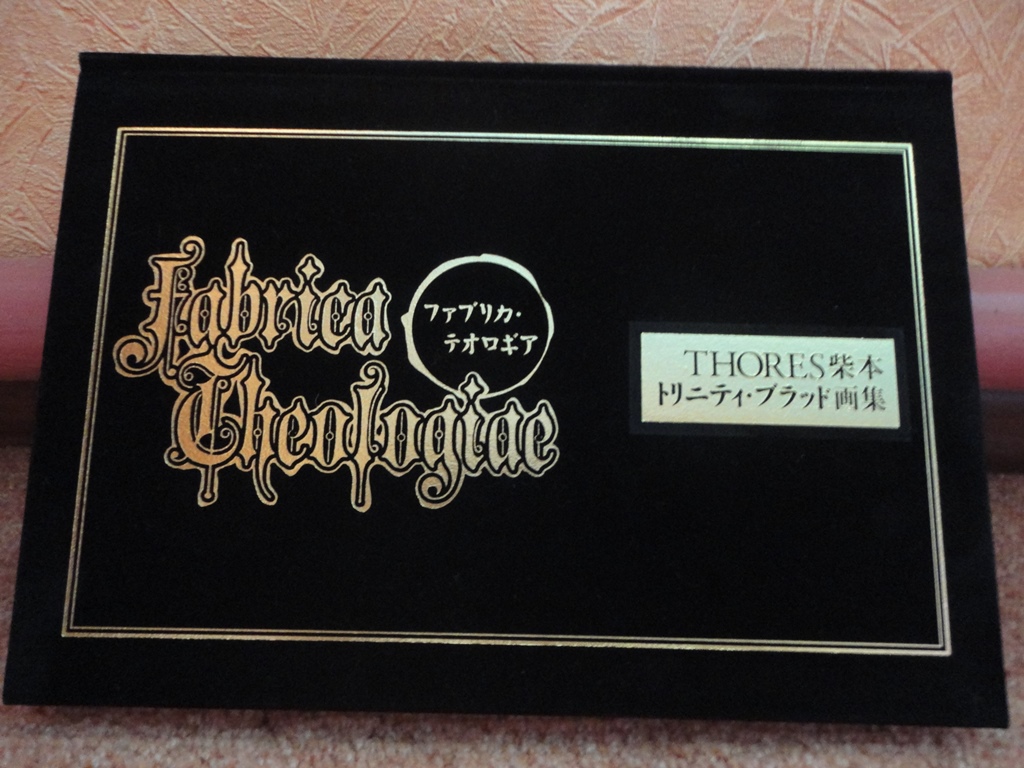 Fabrica
Theologiae
ファブリカ・
テオロギア
THORES柴本
トリニティ・ブラッド画集